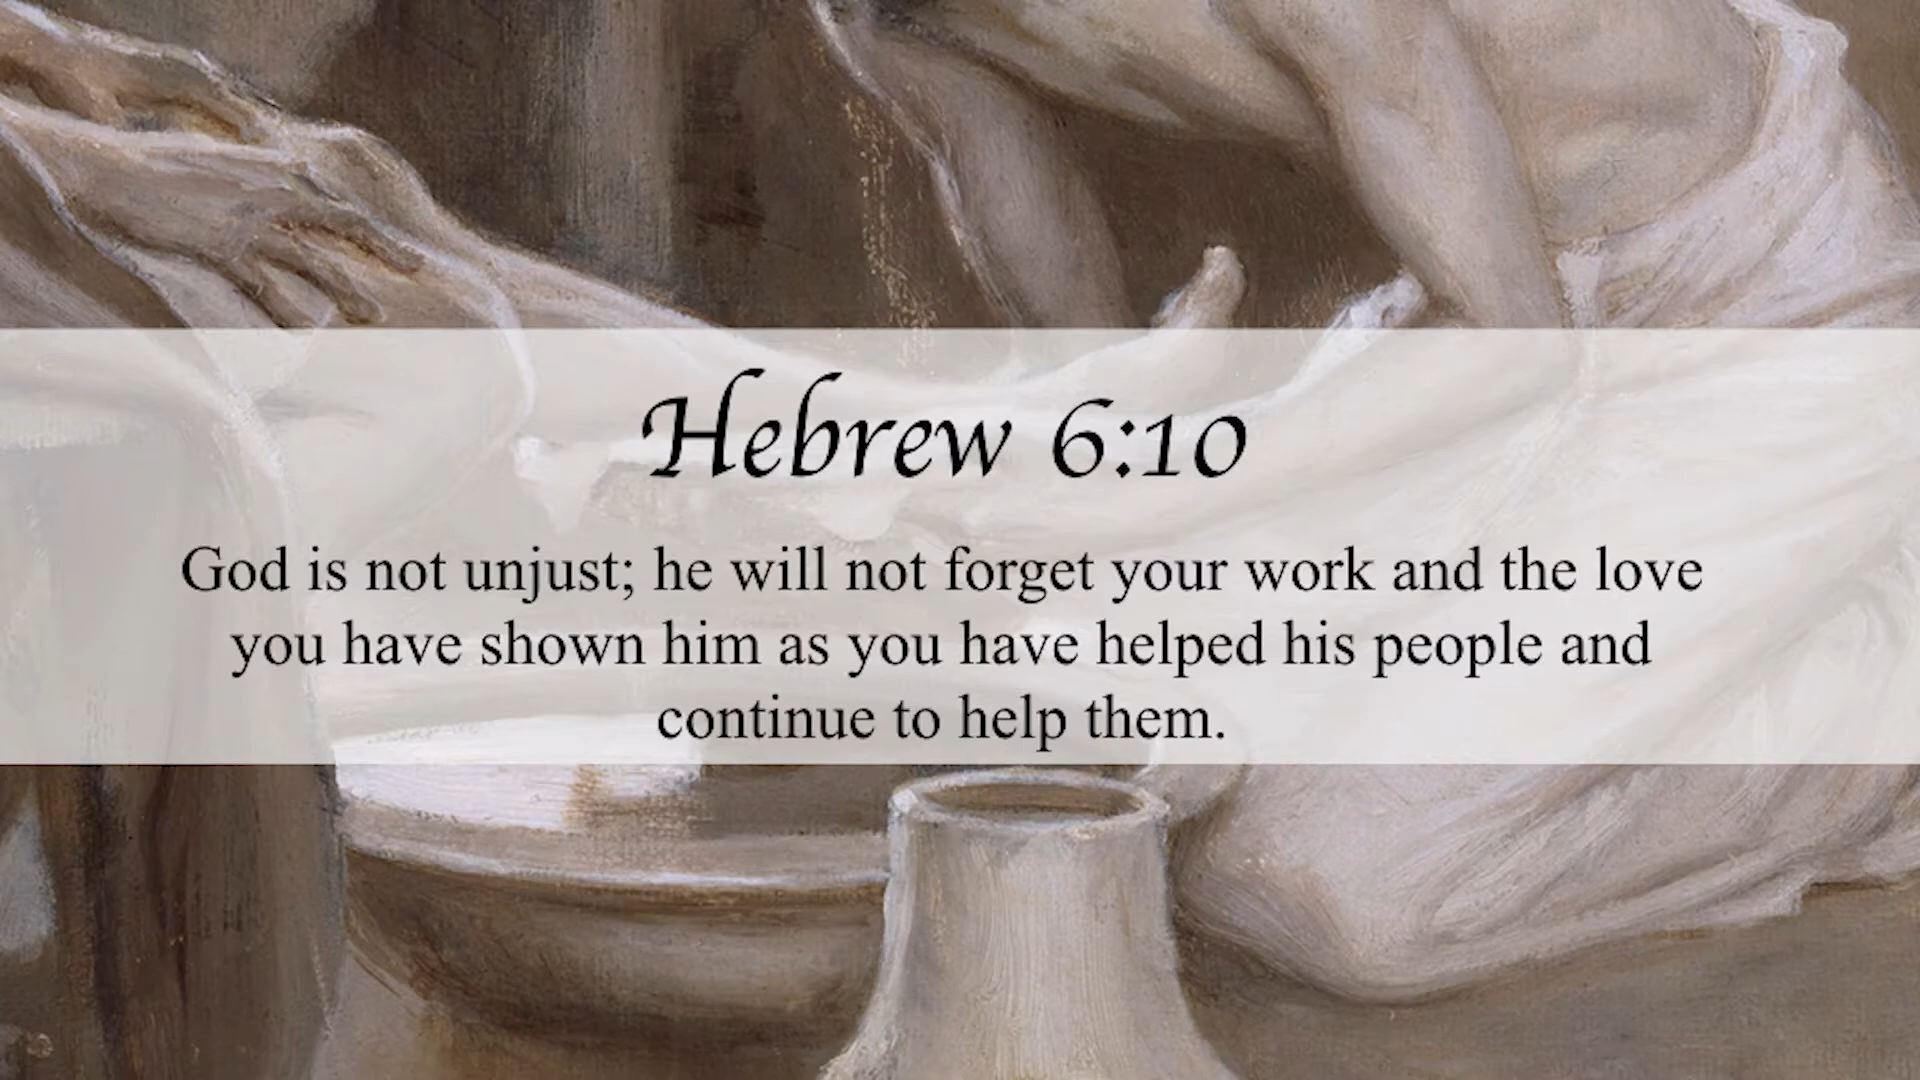 Hebrew 6:10
God is not unjust; he will not forget your work and the love
you have shown him as you have helped his people and
continue to help them.